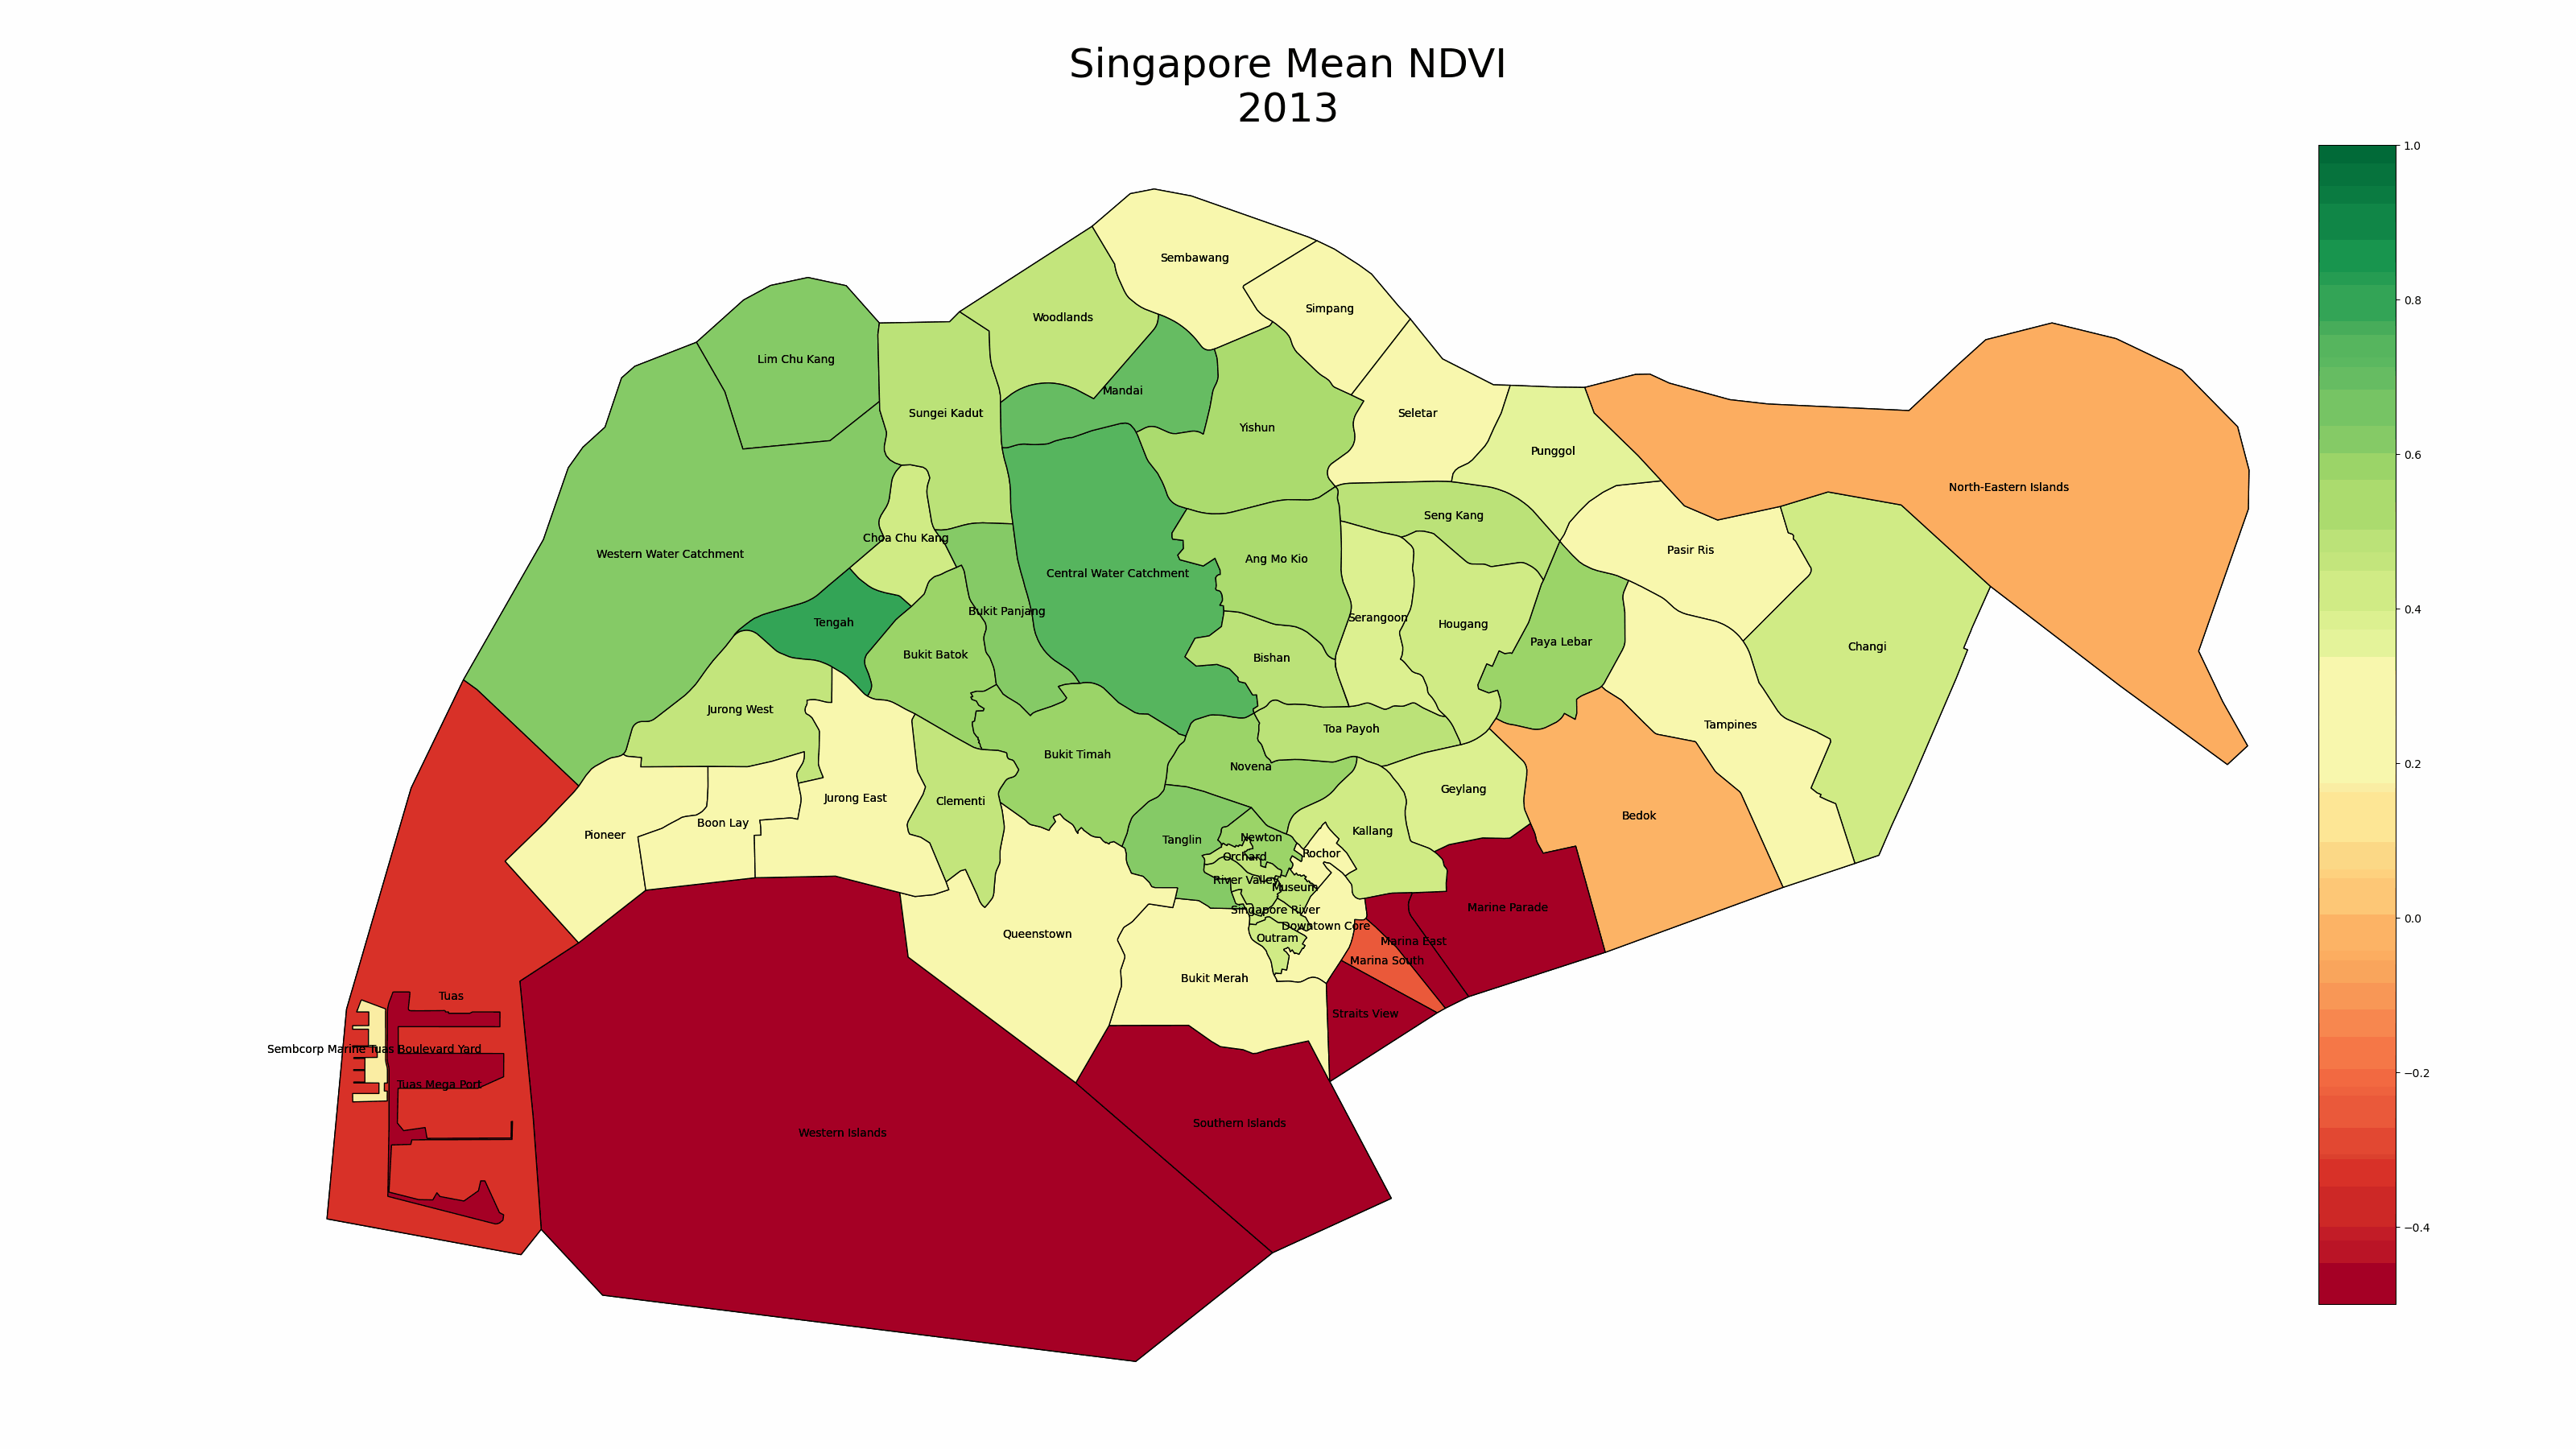 Singapore Mean NDVI
2013
1.0
0.8
0.6
0.4
0.2
0.0
−0.2
−0.4
Sembawang
Simpang
Woodlands
Lim Chu Kang
Mandai
Sungei Kadut
Seletar
Yishun
Punggol
North-Eastern Islands
Seng Kang
Choa Chu Kang
Pasir Ris
Western Water Catchment
Ang Mo Kio
Central Water Catchment
Bukit Panjang
Serangoon
Tengah
Hougang
Paya Lebar
Changi
Bukit Batok
Bishan
Jurong West
Tampines
Toa Payoh
Bukit Timah
Novena
Geylang
Jurong East
Clementi
Bedok
Boon Lay
Kallang
Pioneer
Newton
Tanglin
Rochor
Orchard
River Valley
Museum
Marine Parade
Singapore River
Downtown Core
Queenstown
Outram
Marina East
Marina South
Bukit Merah
Tuas
Straits View
Sembcorp Marine Tuas Boulevard Yard
Tuas Mega Port
Southern Islands
Western Islands